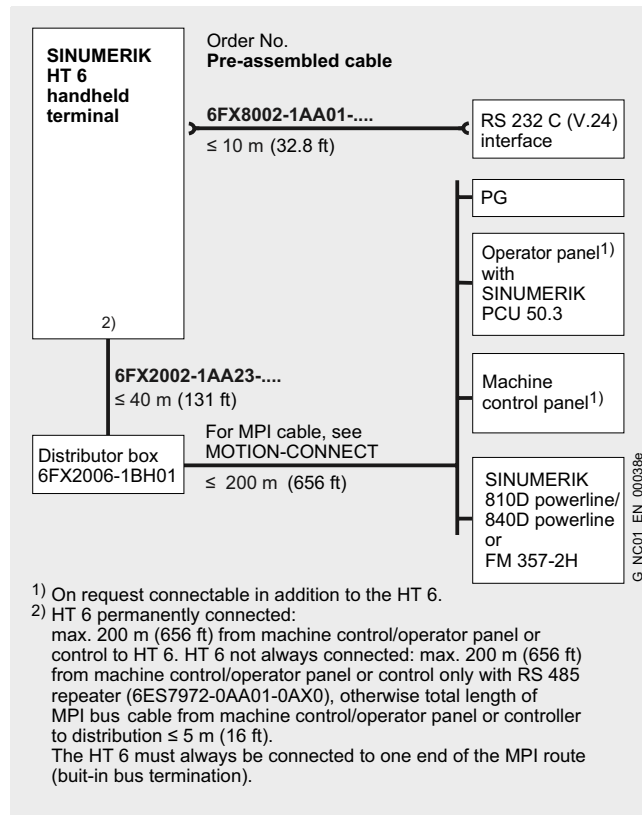 SINUMERIK
HT 6
handheld
terminal
Order No.
Pre-assembled cable
6FX8002-1AA01-....
≤ 10 m (32.8 ft)
RS 232 C (V.24)
interface
PG
Operator panel1)
with
SINUMERIK
PCU 50.3
2)
6FX2002-1AA23-....
≤ 40 m (131 ft)
Machine
control panel1)
For MPI cable, see
MOTION-CONNECT
Distributor box
6FX2006-1BH01
≤ 200 m (656 ft)
SINUMERIK
810D powerline/
840D powerline
or
FM 357-2H
G_NC01_EN_00038e
1) On request connectable in addition to the HT 6.
2) HT 6 permanently connected:
max. 200 m (656 ft) from machine control/operator panel or
control to HT 6. HT 6 not always connected: max. 200 m (656 ft)
from machine control/operator panel or control only with RS 485
repeater (6ES7972-0AA01-0AX0), otherwise total length of
MPI bus cable from machine control/operator panel or controller
to distribution ≤ 5 m (16 ft).
The HT 6 must always be connected to one end of the MPI route
(buit-in bus termination).